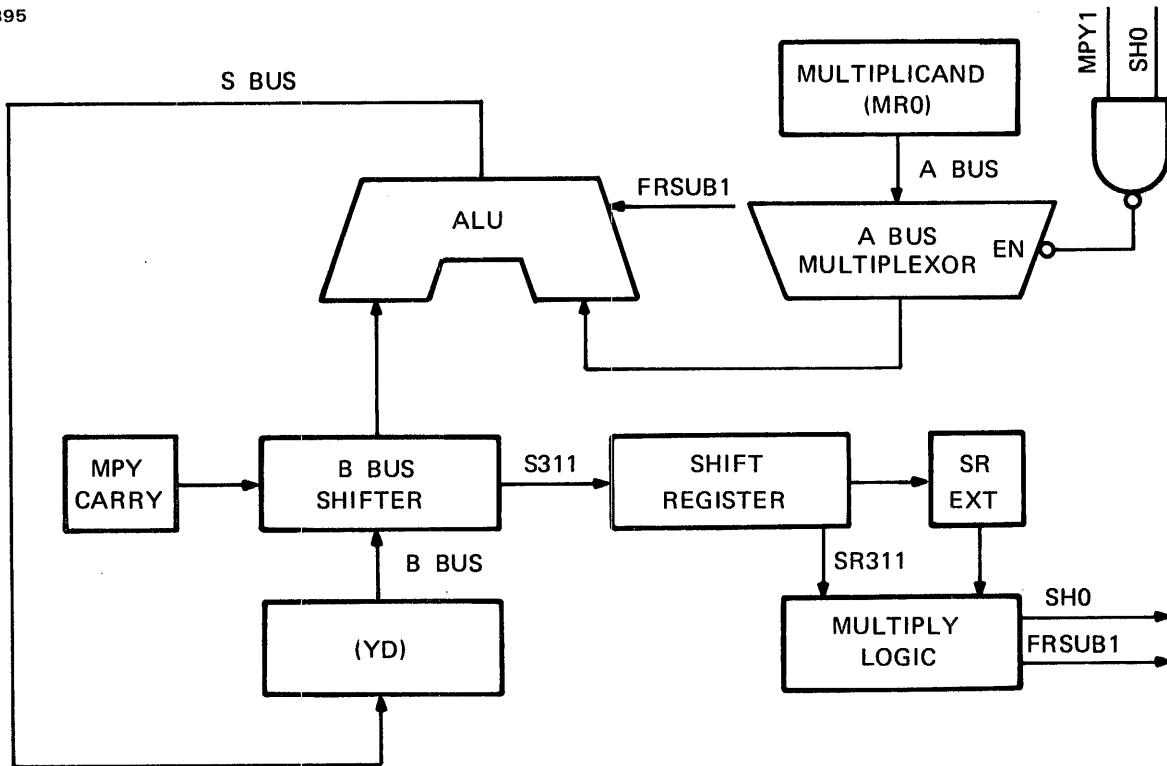 395
MPY1
SH0
S BUS
MULTIPLICAND
(MR0)
A BUS
FRSUB1
ALU
A BUS
MULTIPLEXOR
EN
MPY
CARRY
B BUS
SHIFTER
S311
SHIFT
REGISTER
SR
EXT
B BUS
SR311
(YD)
MULTIPLY
LOGIC
SH0
FRSUB1